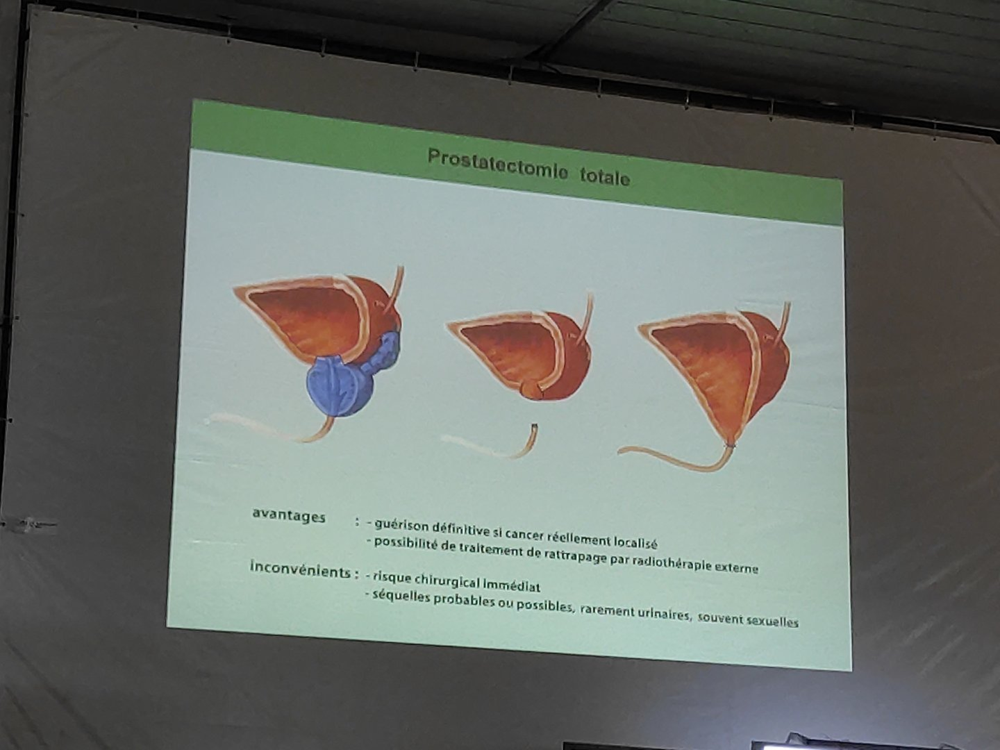 Prostatectomie totale
avantages : - guérison définitive si cancer réellement localisé
- possibilité de traitement de rattrapage par radiothérapie externe
inconvénients : - risque chirurgical immédiat
- séquelles probables ou possibles, rarement urinaires, souvent sexuelles